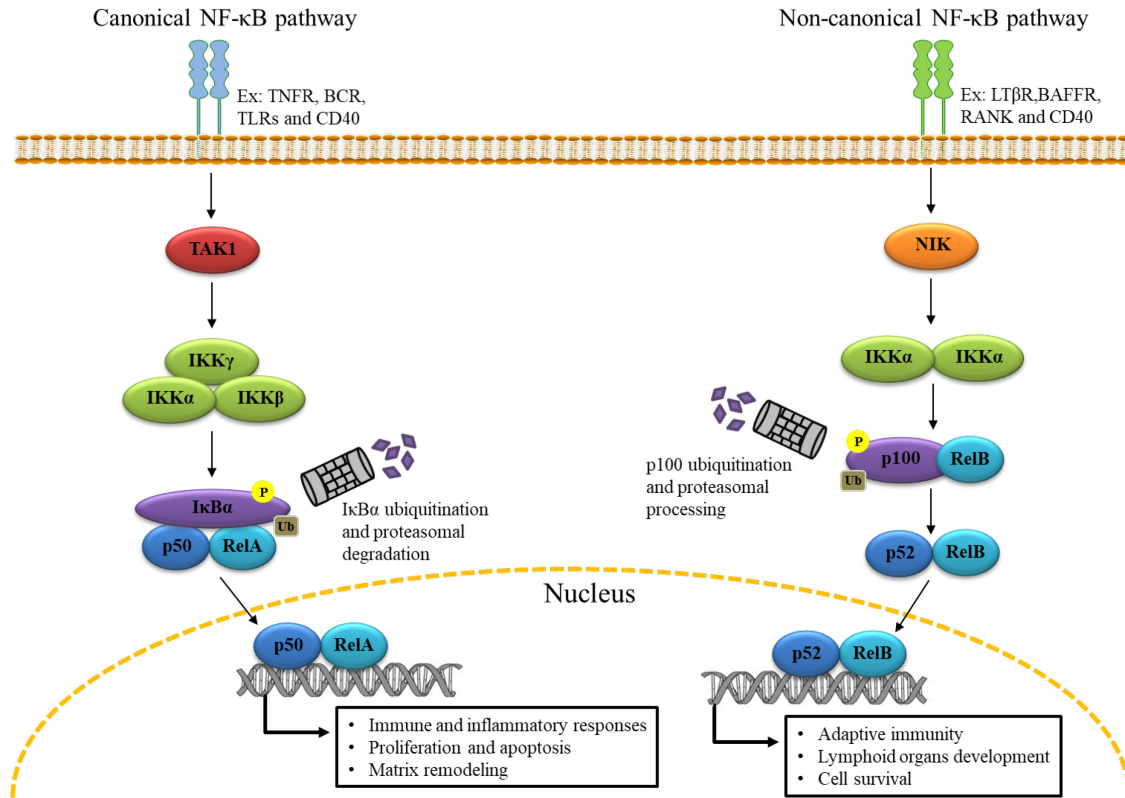 Canonical NF-κB pathway
Ex: TNFR, BCR,
TLRs and CD40
TAK1
IKKγ
IKKα
IKKβ
IκBα
P
Ub
p50
RelA
IκBα ubiquitination
and proteasomal
degradation
Non-canonical NF-κB pathway
Ex: LTβR,BAFFR,
RANK and CD40
NIK
IKKα
IKKα
P
Ub
p100
RelB
p100 ubiquitination
and proteasomal
processing
p52
RelB
Nucleus
p50
RelA
• Immune and inflammatory responses
• Proliferation and apoptosis
• Matrix remodeling
p52
RelB
• Adaptive immunity
• Lymphoid organs development
• Cell survival